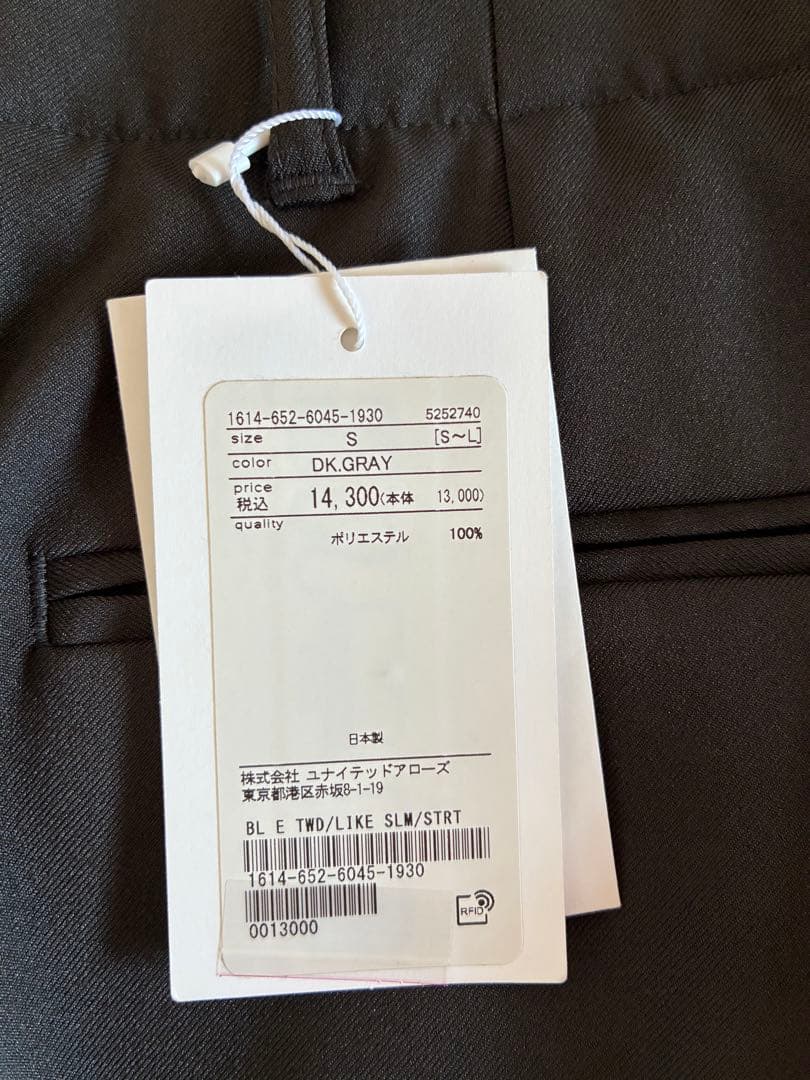 1614-652-6045-1930 5252740
size S [S~L]
color DK.GRAY
price
税込 14,300(本体 13,000)
quality
ポリエステル 100%
日本製
株式会社 ユナイテッドアローズ
東京都港区赤坂8-1-19
BL E TWD/LIKE SLM/STRT
1614-652-6045-1930
RFID
0013000